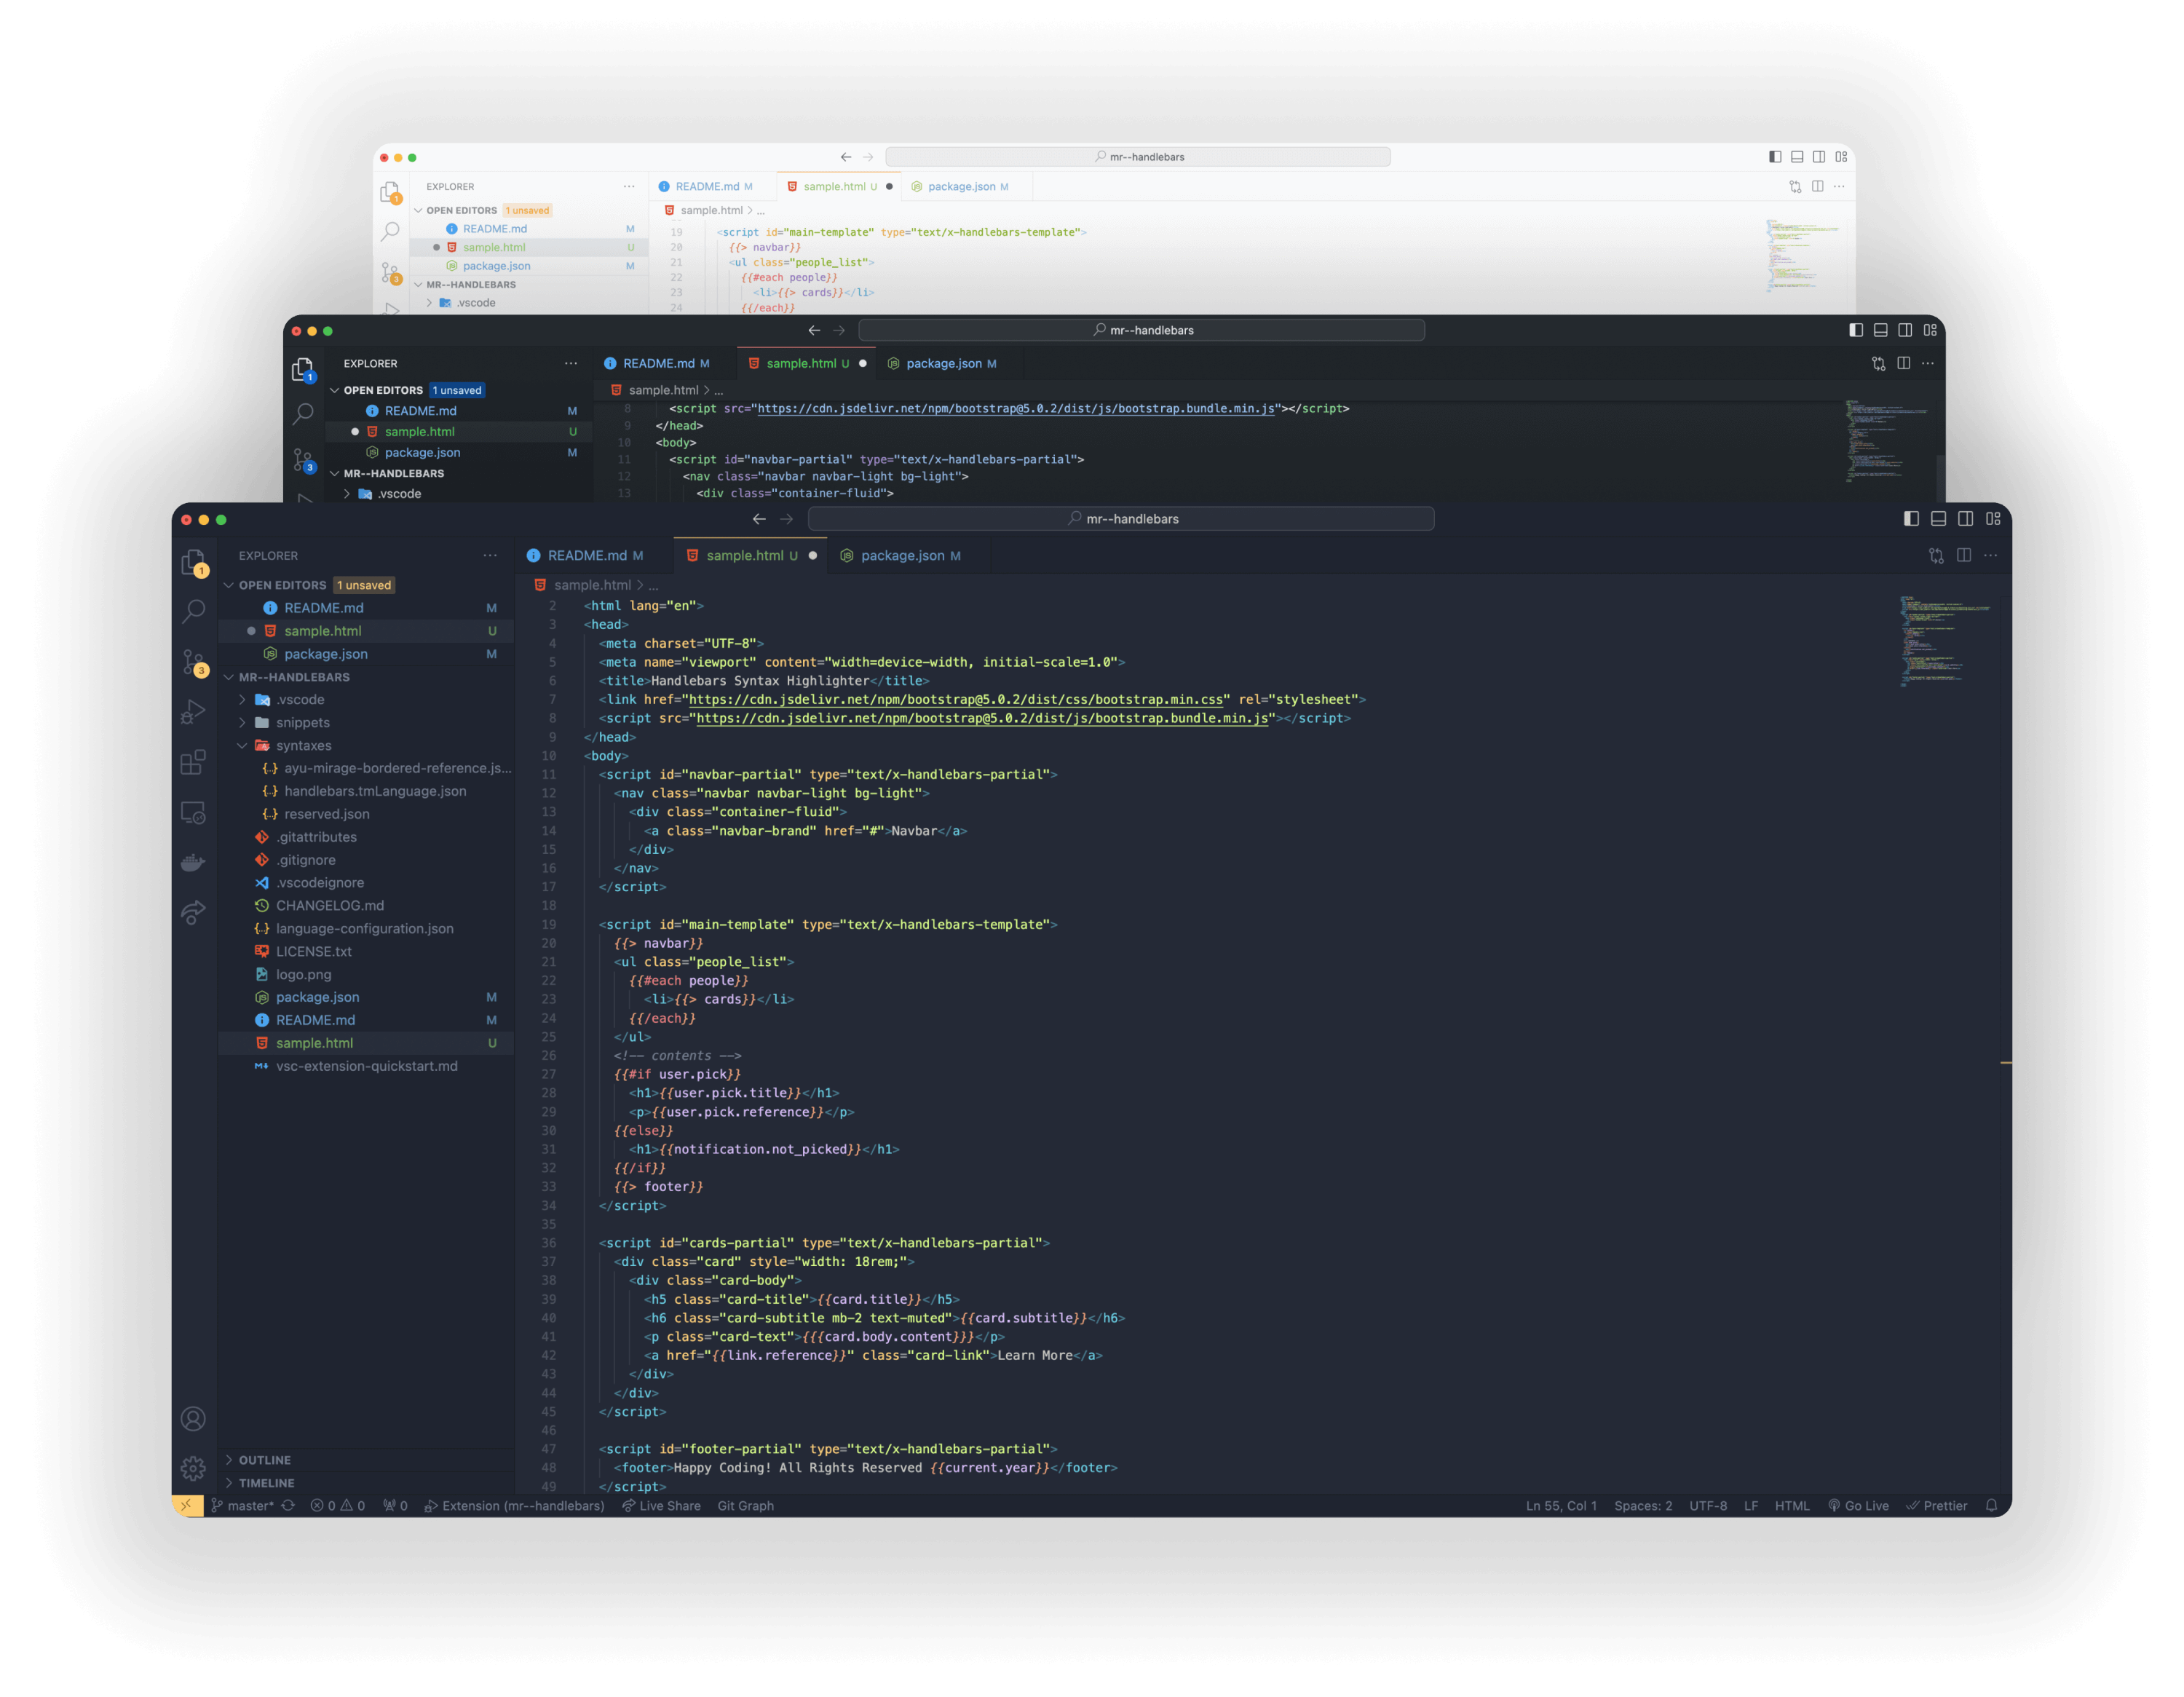 mr--handlebars
EXPLORER
README.md M
sample.html U
package.json M
OPEN EDITORS 1 unsaved
sample.html > ...
README.md M
sample.html U
package.json M
MR--HANDLEBARS
.vscode
1
3
19 <script id="main-template" type="text/x-handlebars-template">
20 {{> navbar}}
21 <ul class="people_list">
22 {{#each people}}
23 <li>{{> cards}}</li>
24 {{/each}}
mr--handlebars
EXPLORER
README.md M
sample.html U
package.json M
OPEN EDITORS 1 unsaved
sample.html > ...
README.md M
sample.html U
package.json M
MR--HANDLEBARS
.vscode
1
3
8 <script src="https://cdn.jsdelivr.net/npm/bootstrap@5.0.2/dist/js/bootstrap.bundle.min.js"></script>
9 </head>
10 <body>
11 <script id="navbar-partial" type="text/x-handlebars-partial">
12 <nav class="navbar navbar-light bg-light">
13 <div class="container-fluid">
mr--handlebars
EXPLORER
README.md M
sample.html U
package.json M
1
3
OPEN EDITORS 1 unsaved
README.md M
sample.html U
package.json M
MR--HANDLEBARS
.vscode
snippets
syntaxes
{..} ayu-mirage-bordered-reference.js...
{..} handlebars.tmLanguage.json
{..} reserved.json
.gitattributes
.gitignore
.vscodeignore
CHANGELOG.md
{..} language-configuration.json
LICENSE.txt
logo.png
package.json M
README.md M
sample.html U
vsc-extension-quickstart.md
OUTLINE
TIMELINE
sample.html > ...
2 <html lang="en">
3 <head>
4 <meta charset="UTF-8">
5 <meta name="viewport" content="width=device-width, initial-scale=1.0">
6 <title>Handlebars Syntax Highlighter</title>
7 <link href="https://cdn.jsdelivr.net/npm/bootstrap@5.0.2/dist/css/bootstrap.min.css" rel="stylesheet">
8 <script src="https://cdn.jsdelivr.net/npm/bootstrap@5.0.2/dist/js/bootstrap.bundle.min.js"></script>
9 </head>
10 <body>
11 <script id="navbar-partial" type="text/x-handlebars-partial">
12 <nav class="navbar navbar-light bg-light">
13 <div class="container-fluid">
14 <a class="navbar-brand" href="#">Navbar</a>
15 </div>
16 </nav>
17 </script>
18
19 <script id="main-template" type="text/x-handlebars-template">
20 {{> navbar}}
21 <ul class="people_list">
22 {{#each people}}
23 <li>{{> cards}}</li>
24 {{/each}}
25 </ul>
26 <!-- contents -->
27 {{#if user.pick}}
28 <h1>{{user.pick.title}}</h1>
29 <p>{{user.pick.reference}}</p>
30 {{else}}
31 <h1>{{notification.not_picked}}</h1>
32 {{/if}}
33 {{> footer}}
34 </script>
35
36 <script id="cards-partial" type="text/x-handlebars-partial">
37 <div class="card" style="width: 18rem;">
38 <div class="card-body">
39 <h5 class="card-title">{{card.title}}</h5>
40 <h6 class="card-subtitle mb-2 text-muted">{{card.subtitle}}</h6>
41 <p class="card-text">{{{card.body.content}}}</p>
42 <a href="{{link.reference}}" class="card-link">Learn More</a>
43 </div>
44 </div>
45 </script>
46
47 <script id="footer-partial" type="text/x-handlebars-partial">
48 <footer>Happy Coding! All Rights Reserved {{current.year}}</footer>
49 </script>
master* 0 0 0 Extension (mr--handlebars) Live Share Git Graph Ln 55, Col 1 Spaces: 2 UTF-8 LF HTML Go Live Prettier